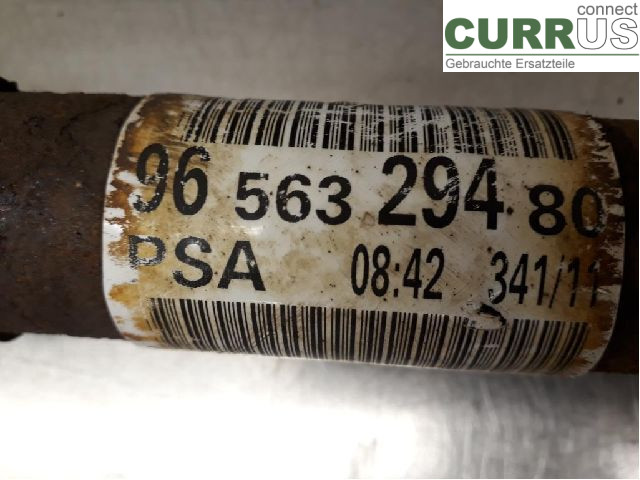 connect
CURRUS
Gebrauchte Ersatzteile
96 563 294 80
PSA 08:42 341/11